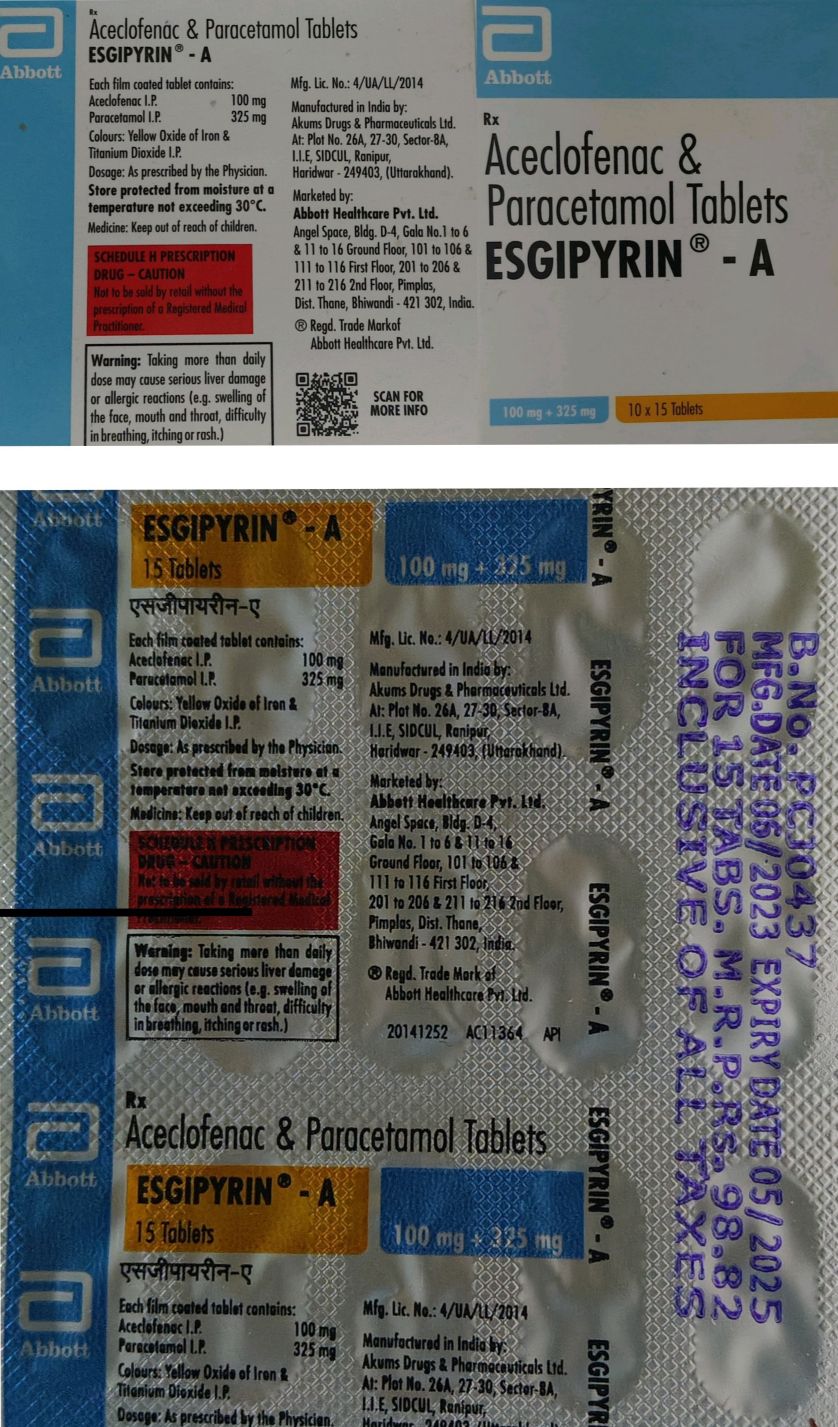 Abbott
Rx
Aceclofenac & Paracetamol Tablets
ESGIPYRIN® - A
Each film coated tablet contains:
Aceclofenac I.P. 100 mg
Paracetamol I.P. 325 mg
Colours: Yellow Oxide of Iron &
Titanium Dioxide I.P.
Dosage: As prescribed by the Physician.
Store protected from moisture at a
temperature not exceeding 30°C.
Medicine: Keep out of reach of children.
SCHEDULE H PRESCRIPTION
DRUG – CAUTION
Not to be sold by retail without the
prescription of a Registered Medical
Practitioner.
Warning: Taking more than daily
dose may cause serious liver damage
or allergic reactions (e.g. swelling of
the face, mouth and throat, difficulty
in breathing, itching or rash.)
Mfg. Lic. No.: 4/UA/LL/2014
Manufactured in India by:
Akums Drugs & Pharmaceuticals Ltd.
At: Plot No. 26A, 27-30, Sector-8A,
I.I.E, SIDCUL, Ranipur,
Haridwar - 249403, (Uttarakhand).
Marketed by:
Abbott Healthcare Pvt. Ltd.
Angel Space, Bldg. D-4, Gala No.1 to 6
& 11 to 16 Ground Floor, 101 to 106 &
111 to 116 First Floor, 201 to 206 &
211 to 216 2nd Floor, Pimplas,
Dist. Thane, Bhiwandi - 421 302, India.
® Regd. Trade Markof
Abbott Healthcare Pvt. Ltd.
SCAN FOR
MORE INFO
Abbott
Rx
Aceclofenac &
Paracetamol Tablets
ESGIPYRIN® - A
100 mg + 325 mg
10 x 15 Tablets
Abbott
Abbott
Abbott
Abbott
Abbott
Abbott
ESGIPYRIN® - A
15 Tablets
100 mg + 325 mg
एसजीपायरीन-ए
Each film coated tablet contains:
Aceclofenac I.P. 100 mg
Paracetamol I.P. 325 mg
Colours: Yellow Oxide of Iron &
Titanium Dioxide I.P.
Dosage: As prescribed by the Physician.
Store protected from moisture at a
temperature not exceeding 30°C.
Medicine: Keep out of reach of children.
SCHEDULE H PRESCRIPTION
DRUG – CAUTION
Not to be sold by retail without the
prescription of a Registered Medical
Warning: Taking more than daily
dose may cause serious liver damage
or allergic reactions (e.g. swelling of
the face, mouth and throat, difficulty
in breathing, itching or rash.)
Mfg. Lic. No.: 4/UA/LL/2014
Manufactured in India by:
Akums Drugs & Pharmaceuticals Ltd.
At: Plot No. 26A, 27-30, Sector-8A,
I.I.E, SIDCUL, Ranipur,
Haridwar - 249403, (Uttarakhand).
Marketed by:
Abbott Healthcare Pvt. Ltd.
Angel Space, Bldg. D-4,
Gala No. 1 to 6 & 11 to 16
Ground Floor, 101 to 106 &
111 to 116 First Floor,
201 to 206 & 211 to 216 2nd Floor,
Pimplas, Dist. Thane,
Bhiwandi - 421 302, India.
® Regd. Trade Mark of
Abbott Healthcare Pvt. Ltd.
20141252 AC11364 API
Rx
Aceclofenac & Paracetamol Tablets
ESGIPYRIN® - A
15 Tablets
100 mg + 325 mg
एसजीपायरीन-ए
Each film coated tablet contains:
Aceclofenac I.P. 100 mg
Paracetamol I.P. 325 mg
Colours: Yellow Oxide of Iron &
Titanium Dioxide I.P.
Dosage: As prescribed by the Physician.
Mfg. Lic. No.: 4/UA/LL/2014
Manufactured in India by:
Akums Drugs & Pharmaceuticals Ltd.
At: Plot No. 26A, 27-30, Sector-8A,
I.I.E, SIDCUL, Ranipur,
YRIN® - A
ESGIPYRIN® - A
ESGIPYRIN® - A
ESGIPYRIN® - A
ESGIPYR
B.NO. PCJ0437
MFG.DATE 06/2023 EXPIRY DATE 05/2025
FOR 15 TABS. M.R.P.RS.98.82
INCLUSIVE OF ALL TAXES